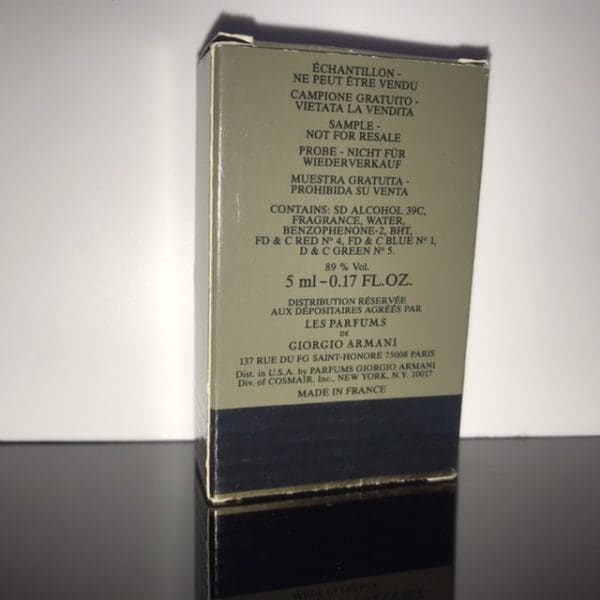 ÉCHANTILLON -
NE PEUT ÊTRE VENDU
CAMPIONE GRATUITO -
VIETATA LA VENDITA
SAMPLE -
NOT FOR RESALE
PROBE - NICHT FÜR
WIEDERVERKAUF
MUESTRA GRATUITA -
PROHIBIDA SU VENTA
CONTAINS: SD ALCOHOL 39C,
FRAGRANCE, WATER,
BENZOPHENONE-2, BHT,
FD & C RED Nº 4, FD & C BLUE Nº 1,
D & C GREEN Nº 5.
89 % Vol.
5 ml - 0.17 FL.OZ.
DISTRIBUTION RÉSERVÉE
AUX DÉPOSITAIRES AGRÉÉS PAR
LES PARFUMS
DE
GIORGIO ARMANI
137 RUE DU FG SAINT-HONORÉ 75008 PARIS
Dist. in U.S.A. by PARFUMS GIORGIO ARMANI
Div. of COSMAIR. Inc., NEW YORK, N.Y. 10017
MADE IN FRANCE